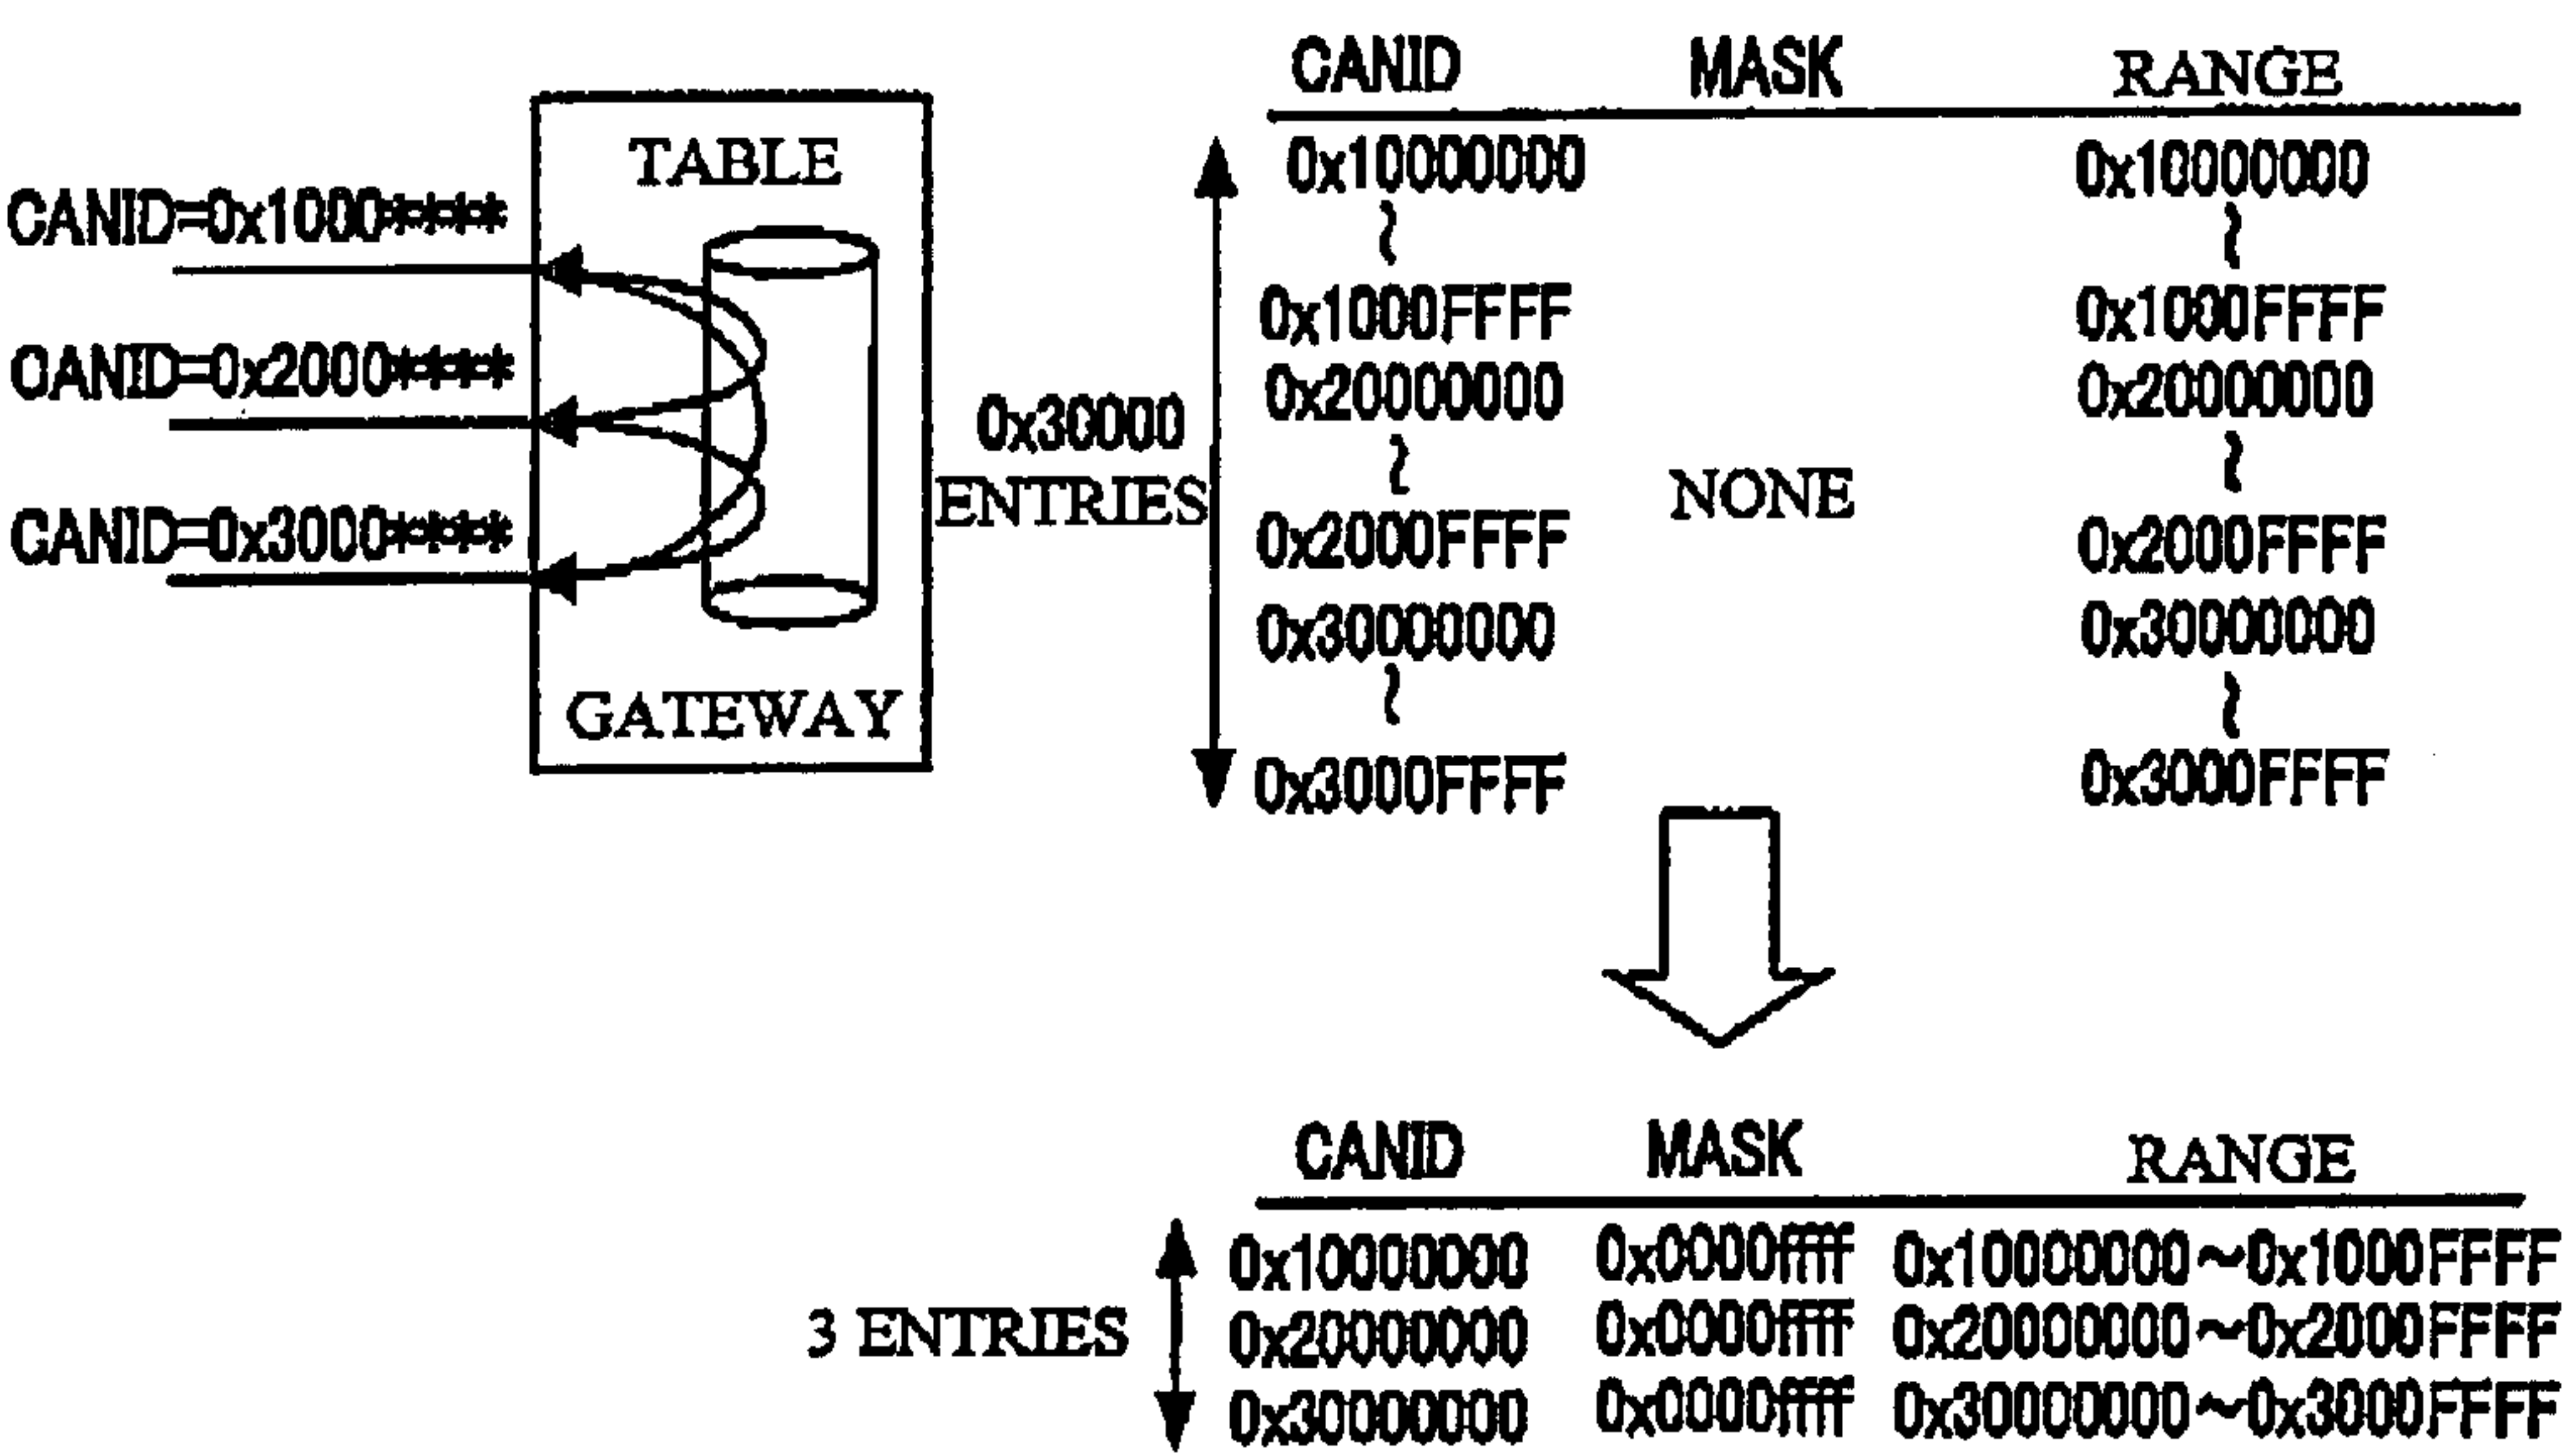 TABLE
CANID=0x1000****
CANID=0x2000****
CANID=0x3000****
GATEWAY
0x30000
ENTRIES
CANID MASK RANGE
0x10000000 0x10000000
~ ~
0x1000FFFF 0x1000FFFF
0x20000000 0x20000000
~ NONE ~
0x2000FFFF 0x2000FFFF
0x30000000 0x30000000
~ ~
0x3000FFFF 0x3000FFFF
CANID MASK RANGE
3 ENTRIES
0x10000000 0x0000ffff 0x10000000~0x1000FFFF
0x20000000 0x0000ffff 0x20000000~0x2000FFFF
0x30000000 0x0000ffff 0x30000000~0x3000FFFF